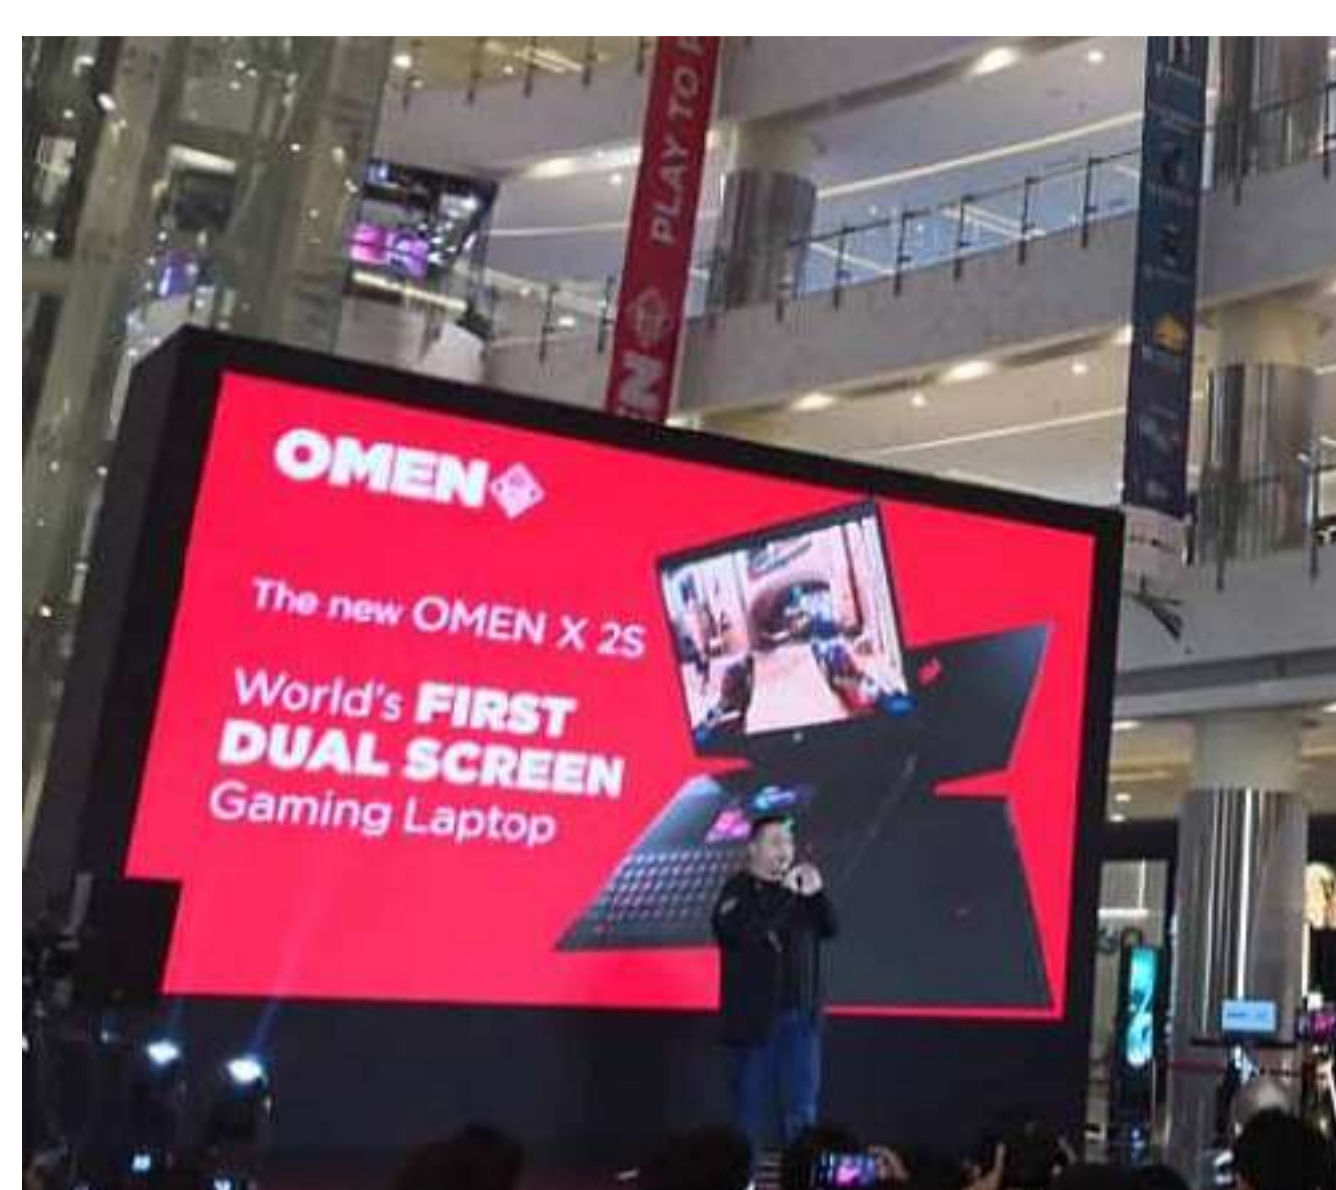 PLAY TO
OMEN
The new OMEN X 2S
World's FIRST
DUAL SCREEN
Gaming Laptop